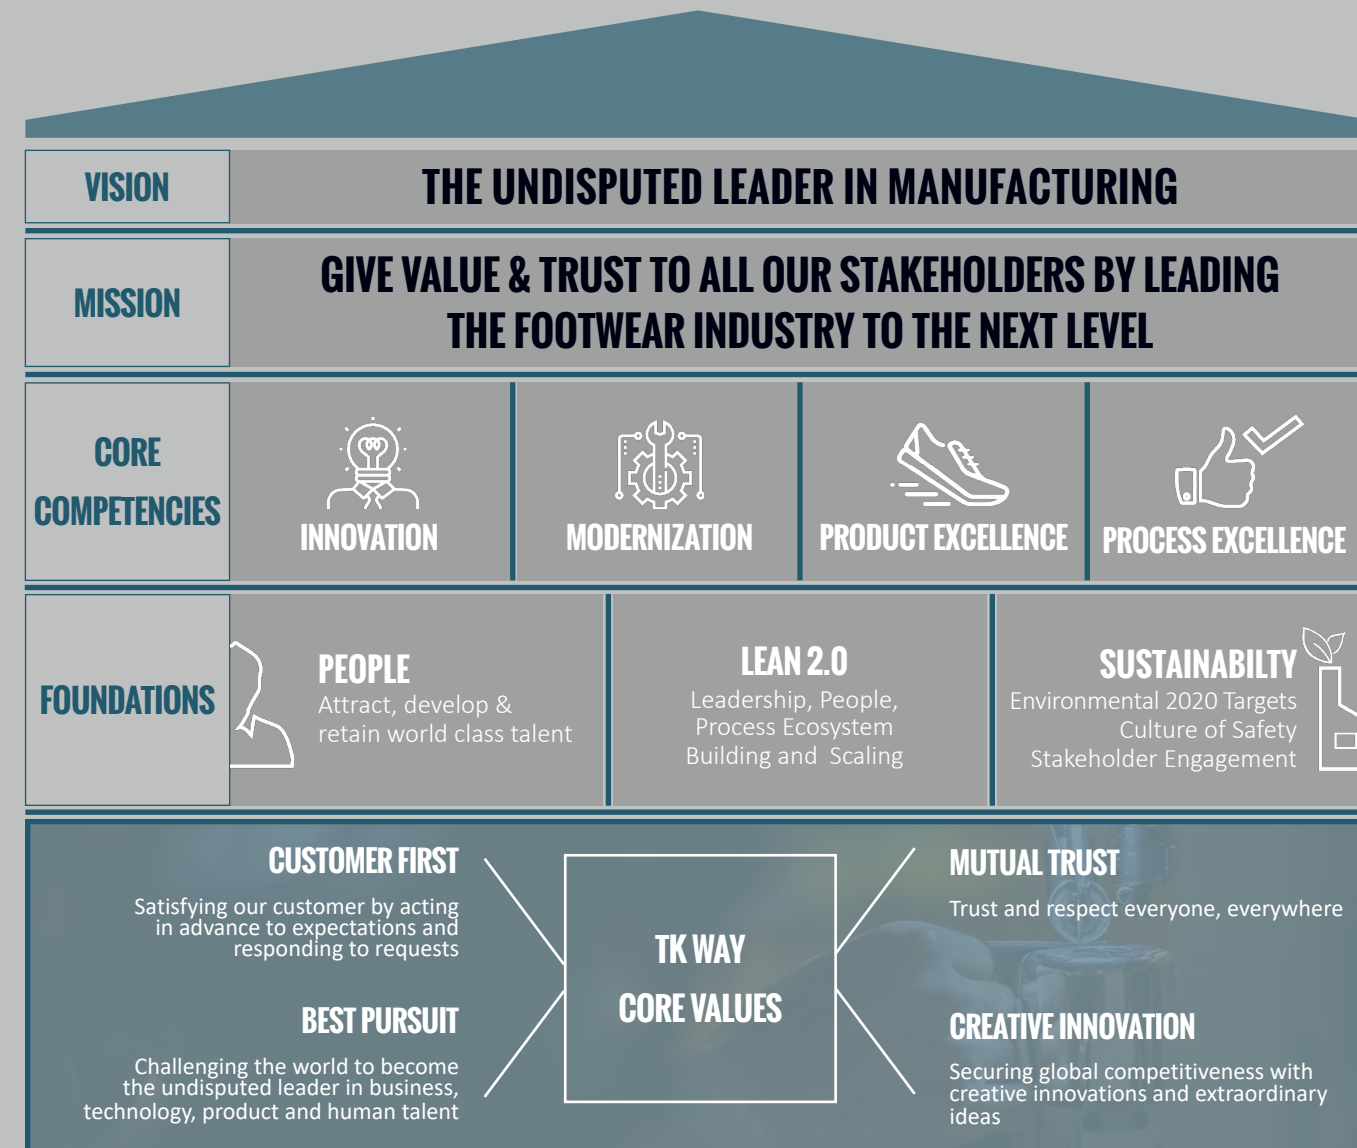 VISION
THE UNDISPUTED LEADER IN MANUFACTURING
MISSION
GIVE VALUE & TRUST TO ALL OUR STAKEHOLDERS BY LEADING
THE FOOTWEAR INDUSTRY TO THE NEXT LEVEL
CORE
COMPETENCIES
INNOVATION
MODERNIZATION
PRODUCT EXCELLENCE
PROCESS EXCELLENCE
FOUNDATIONS
PEOPLE
Attract, develop &
retain world class talent
LEAN 2.0
Leadership, People,
Process Ecosystem
Building and Scaling
SUSTAINABILTY
Environmental 2020 Targets
Culture of Safety
Stakeholder Engagement
CUSTOMER FIRST
Satisfying our customer by acting
in advance to expectations and
responding to requests
BEST PURSUIT
Challenging the world to become
the undisputed leader in business,
technology, product and human talent
TK WAY
CORE VALUES
MUTUAL TRUST
Trust and respect everyone, everywhere
CREATIVE INNOVATION
Securing global competitiveness with
creative innovations and extraordinary
ideas